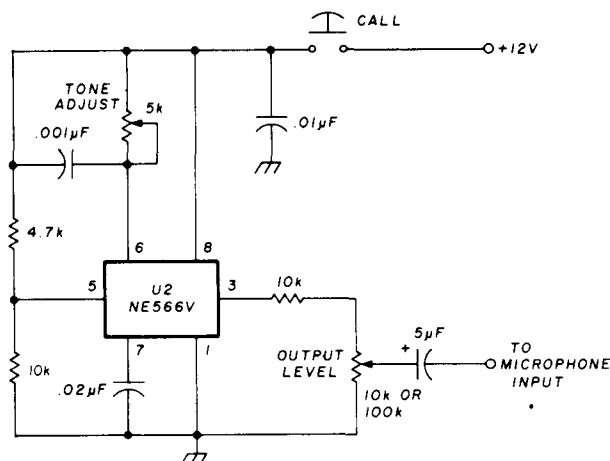 CALL
+12V
TONE
ADJUST
5k
.001µF
.01µF
4.7k
6
8
5
U2
NE566V
3
10k
7
1
10k
.02µF
OUTPUT
LEVEL
5µF
+
10k OR
100k
TO
MICROPHONE
INPUT